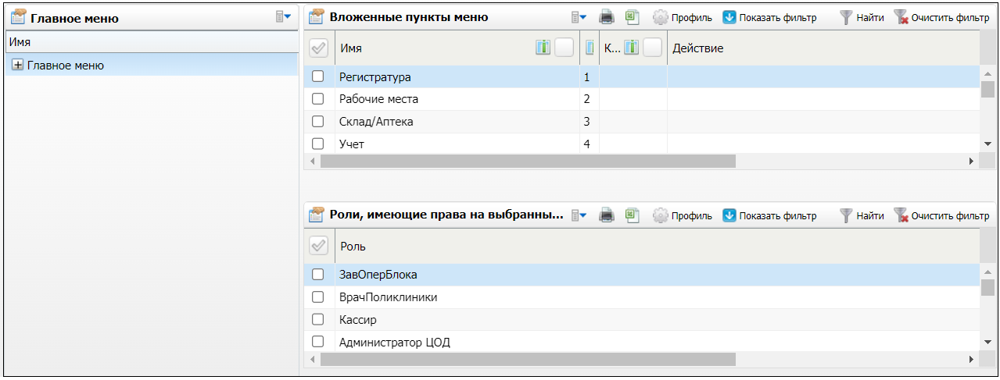 Главное меню
Имя
Главное меню
Вложенные пункты меню Профиль Показать фильтр Найти Очистить фильтр
Имя К... Действие
Регистратура 1
Рабочие места 2
Склад/Аптека 3
Учет 4
Роли, имеющие права на выбранны... Профиль Показать фильтр Найти Очистить фильтр
Роль
ЗавОперБлока
ВрачПоликлиники
Кассир
Администратор ЦОД